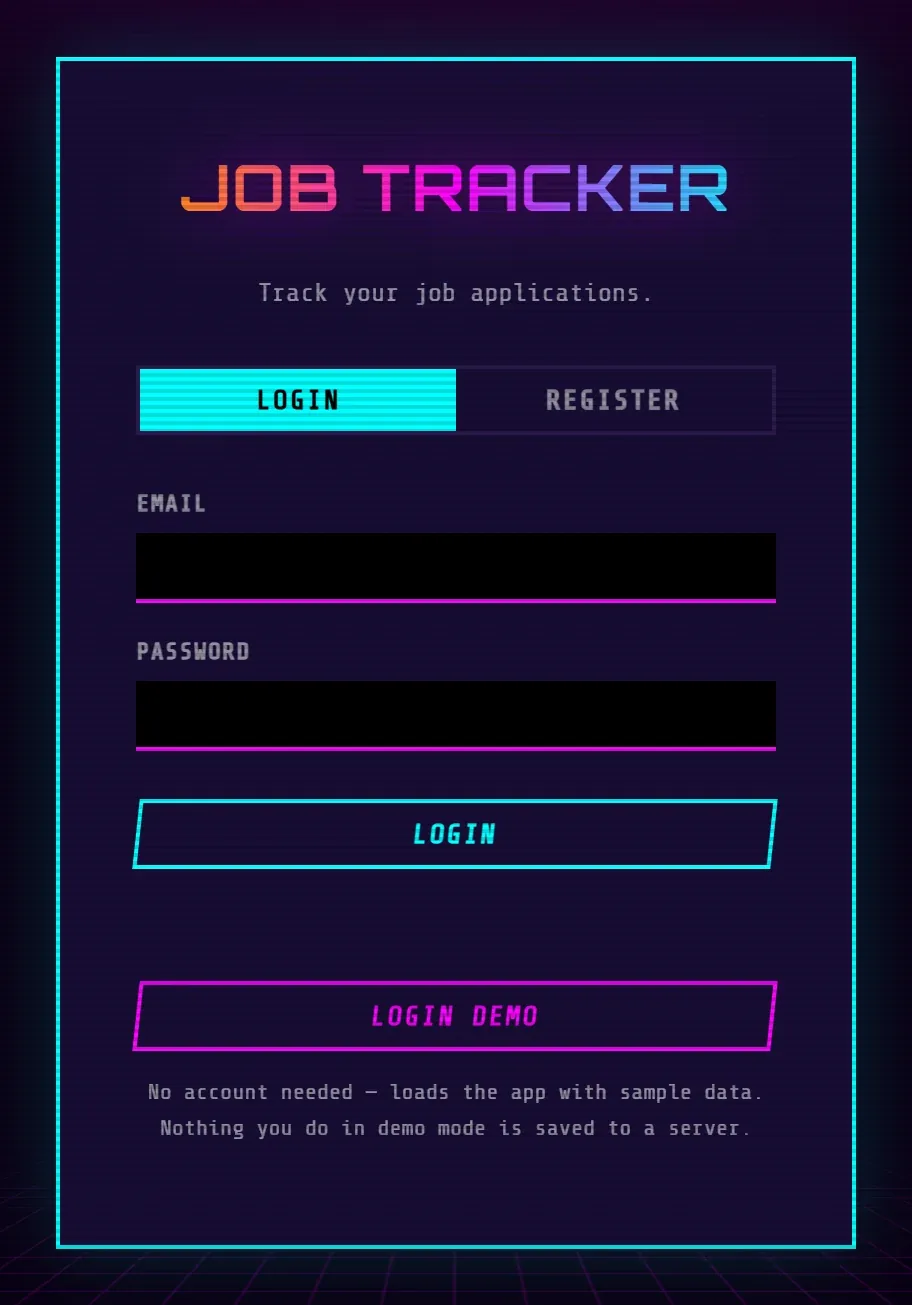 JOB TRACKER
Track your job applications.
LOGIN
REGISTER
EMAIL
PASSWORD
LOGIN
LOGIN DEMO
No account needed — loads the app with sample data.
Nothing you do in demo mode is saved to a server.